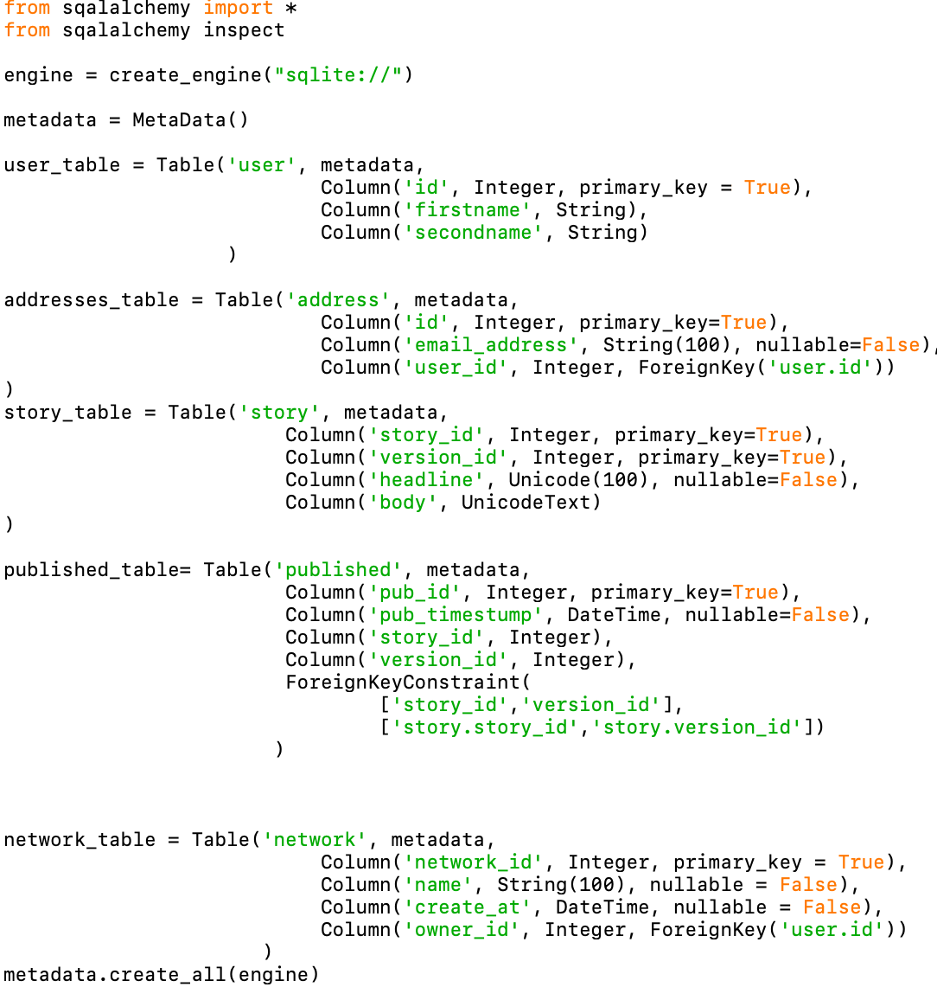 from sqalalchemy import *
from sqalalchemy inspect
engine = create_engine("sqlite://")
metadata = MetaData()
user_table = Table('user', metadata,
Column('id', Integer, primary_key = True),
Column('firstname', String),
Column('secondname', String)
)
addresses_table = Table('address', metadata,
Column('id', Integer, primary_key=True),
Column('email_address', String(100), nullable=False),
Column('user_id', Integer, ForeignKey('user.id'))
)
story_table = Table('story', metadata,
Column('story_id', Integer, primary_key=True),
Column('version_id', Integer, primary_key=True),
Column('headline', Unicode(100), nullable=False),
Column('body', UnicodeText)
)
published_table= Table('published', metadata,
Column('pub_id', Integer, primary_key=True),
Column('pub_timestump', DateTime, nullable=False),
Column('story_id', Integer),
Column('version_id', Integer),
ForeignKeyConstraint(
['story_id','version_id'],
['story.story_id','story.version_id'])
)
network_table = Table('network', metadata,
Column('network_id', Integer, primary_key = True),
Column('name', String(100), nullable = False),
Column('create_at', DateTime, nullable = False),
Column('owner_id', Integer, ForeignKey('user.id'))
)
metadata.create_all(engine)